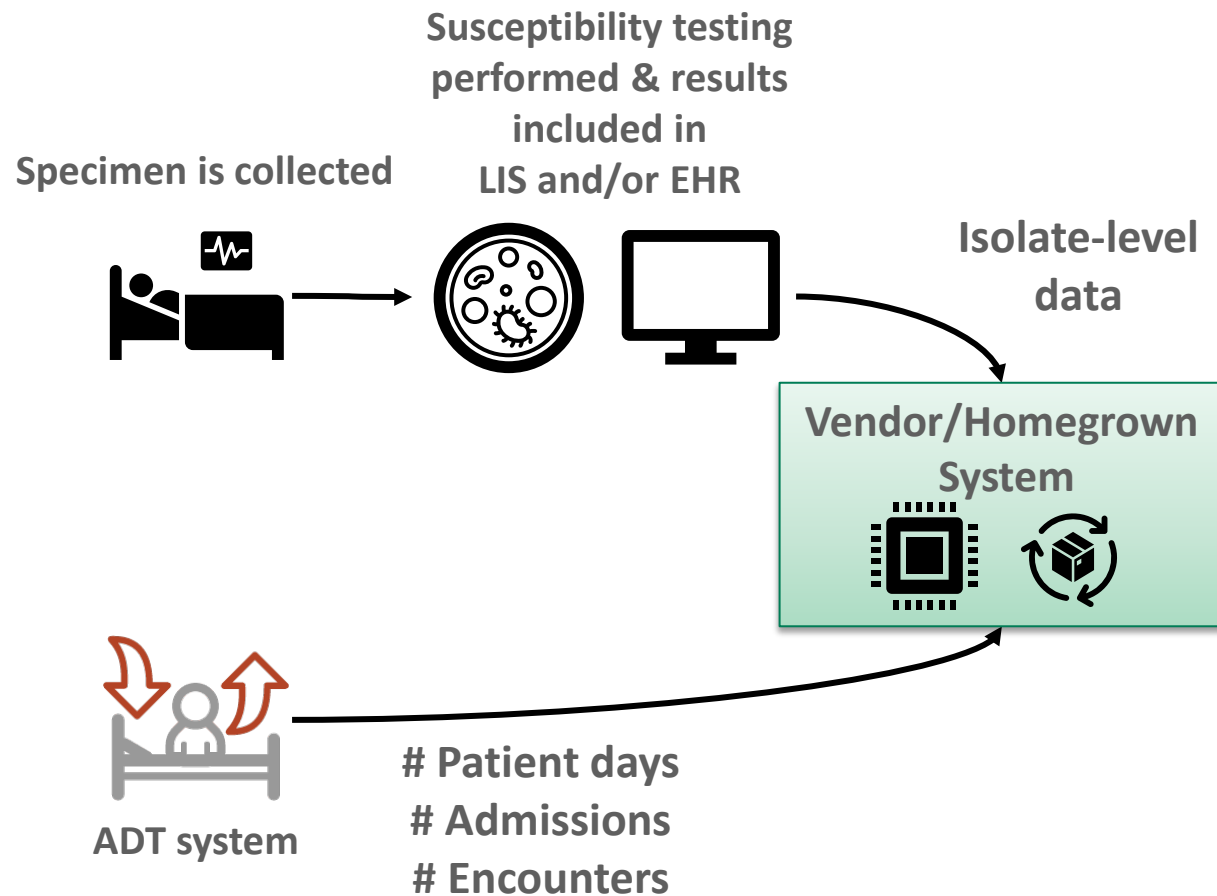 Specimen is collected
Susceptibility testing
performed & results
included in
LIS and/or EHR
Isolate-level
data
Vendor/Homegrown
System
ADT system
# Patient days
# Admissions
# Encounters